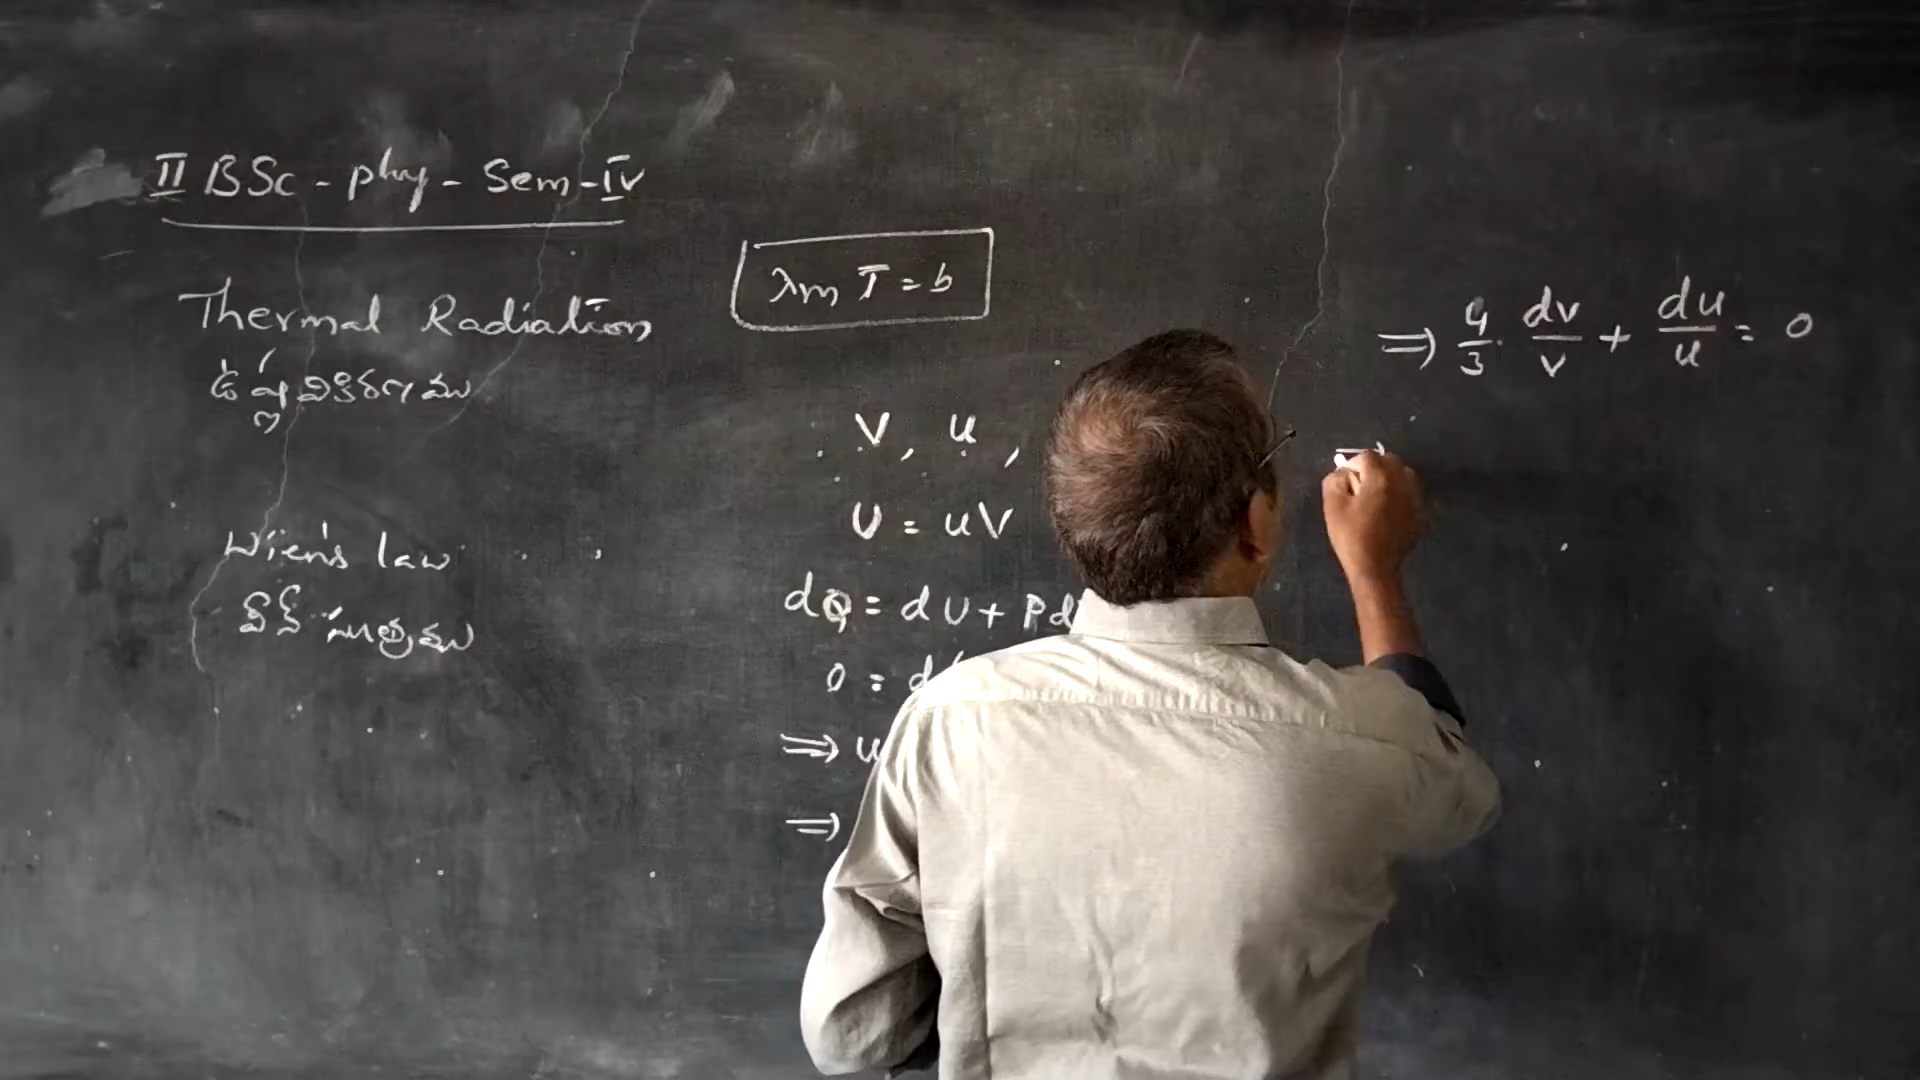 II BSc - phy - Sem - IV
Thermal Radiation
ఉష్ణ వికిరణము
Wien's law
వీన్ సూత్రము
λm T = b
V, u,
U = uV
dQ = dU + Pd
0 = d
⇒ u
⇒
⇒ 4/3 · dv/v + du/u = 0